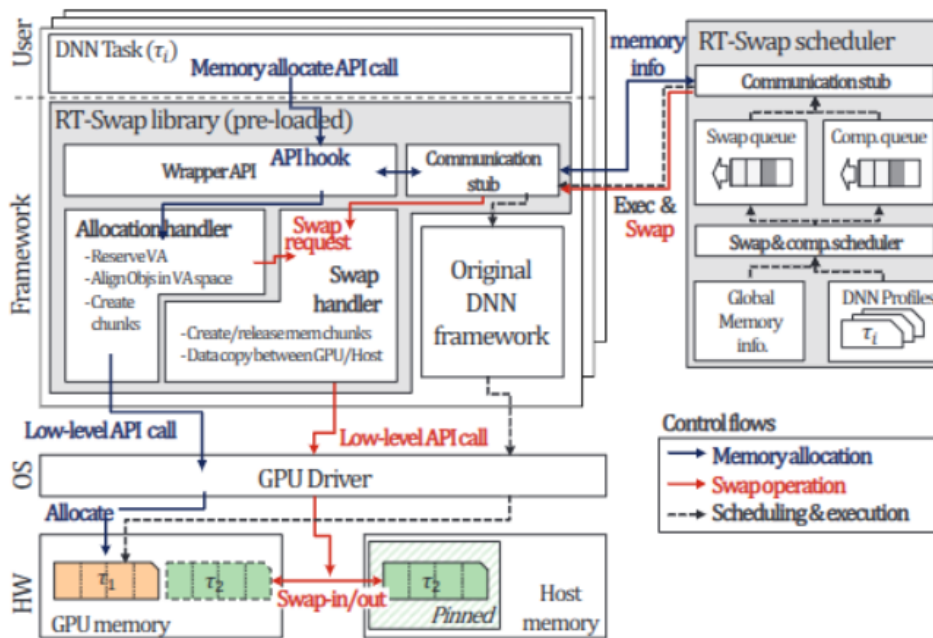 User
DNN Task (τi)
Memory allocate API call
Framework
RT-Swap library (pre-loaded)
API hook
Wrapper API
Communication
stub
Allocation handler
-Reserve VA
-Align Objs in VA space
-Create
chunks
Swap
request
Swap
handler
-Create/release mem chunks
-Data copy between GPU/Host
Original
DNN
framework
memory
info
Exec &
Swap
RT-Swap scheduler
Communication stub
Swap queue
Comp. queue
Swap & comp. scheduler
Global
Memory
info.
DNN Profiles
τi
Low-level API call
Low-level API call
OS
GPU Driver
Allocate
HW
τ1
τ2
Swap-in/out
τ2
Pinned
GPU memory
Host
memory
Control flows
Memory allocation
Swap operation
Scheduling & execution